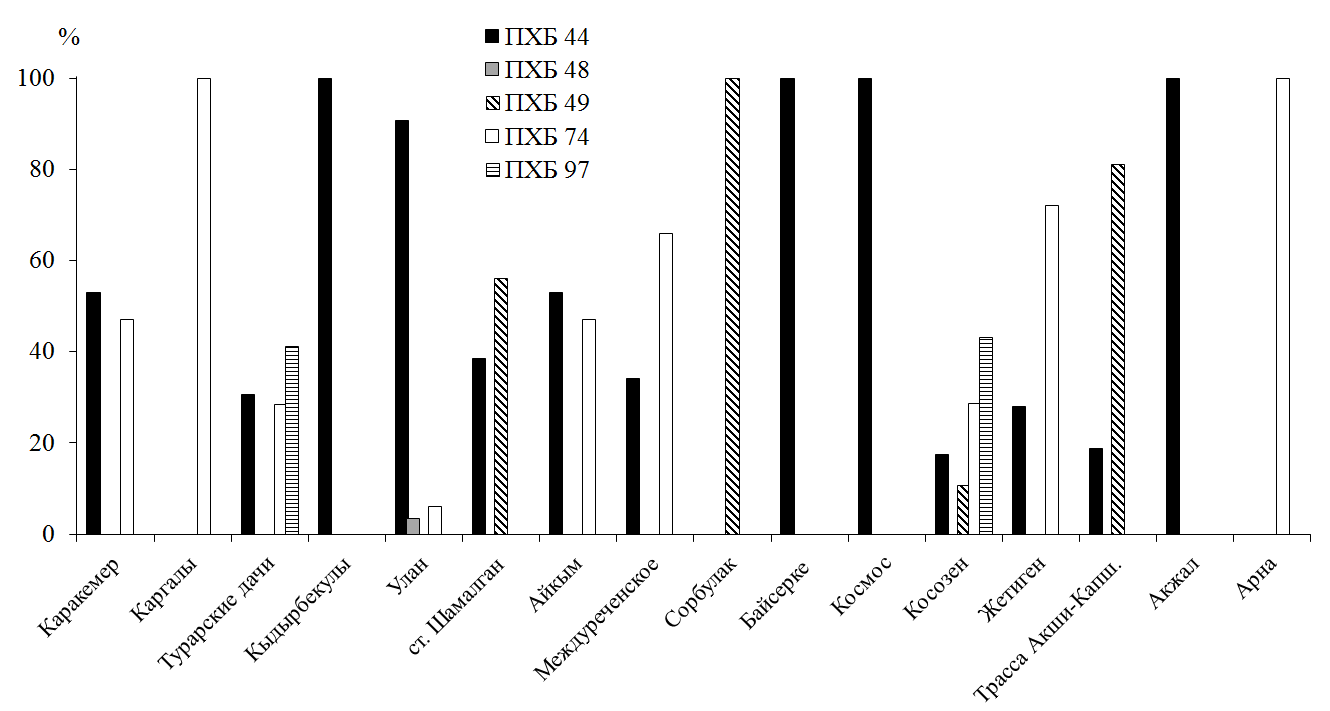 %
ПХБ 44
ПХБ 48
ПХБ 49
ПХБ 74
ПХБ 97
100
80
60
40
20
0
Каракемер
Каргалы
Турарские дачи
Кыдырбекулы
Улан
ст. Шамалган
Айкым
Междуреченское
Сорбулак
Байсерке
Космос
Косозен
Жетиген
Трасса Акши-Капш.
Акжал
Арна